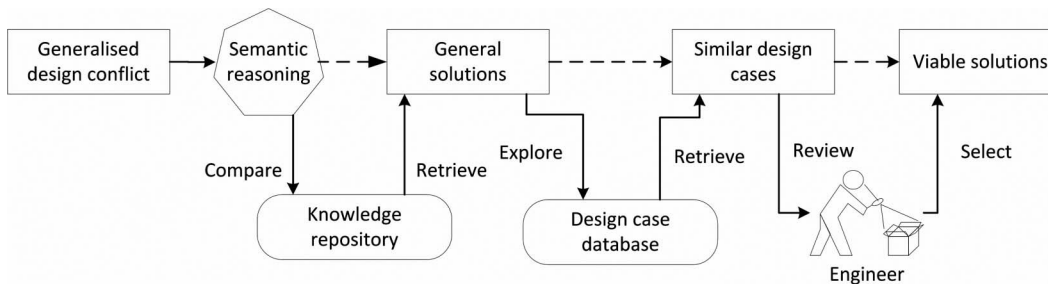 Generalised
design conflict
Semantic
reasoning
General
solutions
Similar design
cases
Viable solutions
Compare
Retrieve
Explore
Retrieve
Review
Select
Knowledge
repository
Design case
database
Engineer